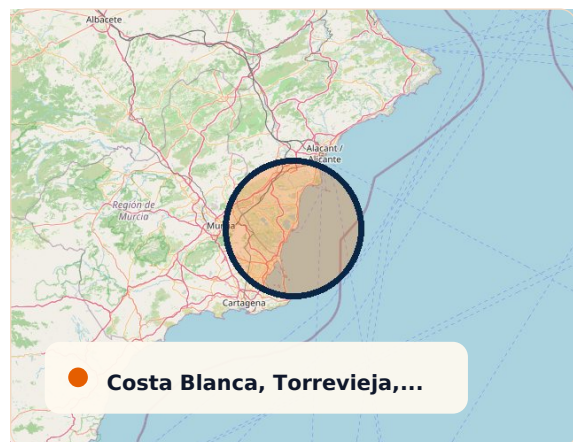 Albacete
Alacant /
Alicante
Región de
Murcia
Murcia
Cartagena
Costa Blanca, Torrevieja,...